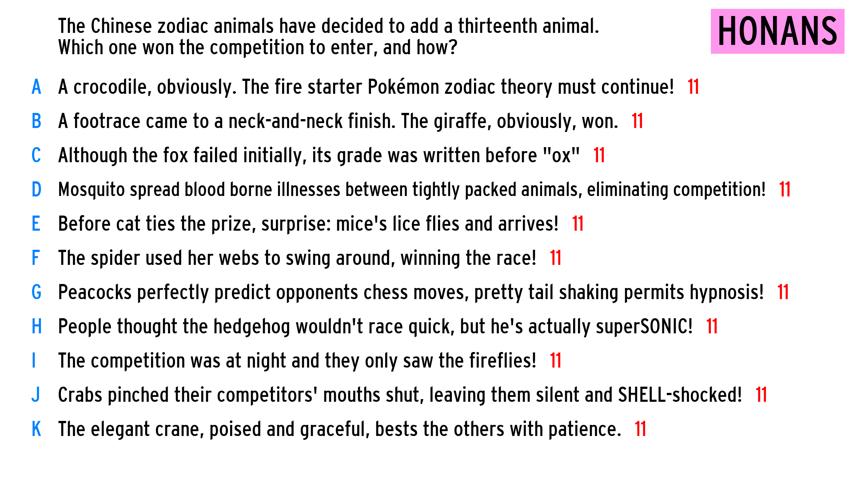 The Chinese zodiac animals have decided to add a thirteenth animal.
Which one won the competition to enter, and how?
HONANS
A A crocodile, obviously. The fire starter Pokémon zodiac theory must continue! 11
B A footrace came to a neck-and-neck finish. The giraffe, obviously, won. 11
C Although the fox failed initially, its grade was written before "ox" 11
D Mosquito spread blood borne illnesses between tightly packed animals, eliminating competition! 11
E Before cat ties the prize, surprise: mice's lice flies and arrives! 11
F The spider used her webs to swing around, winning the race! 11
G Peacocks perfectly predict opponents chess moves, pretty tail shaking permits hypnosis! 11
H People thought the hedgehog wouldn't race quick, but he's actually superSONIC! 11
I The competition was at night and they only saw the fireflies! 11
J Crabs pinched their competitors' mouths shut, leaving them silent and SHELL-shocked! 11
K The elegant crane, poised and graceful, bests the others with patience. 11